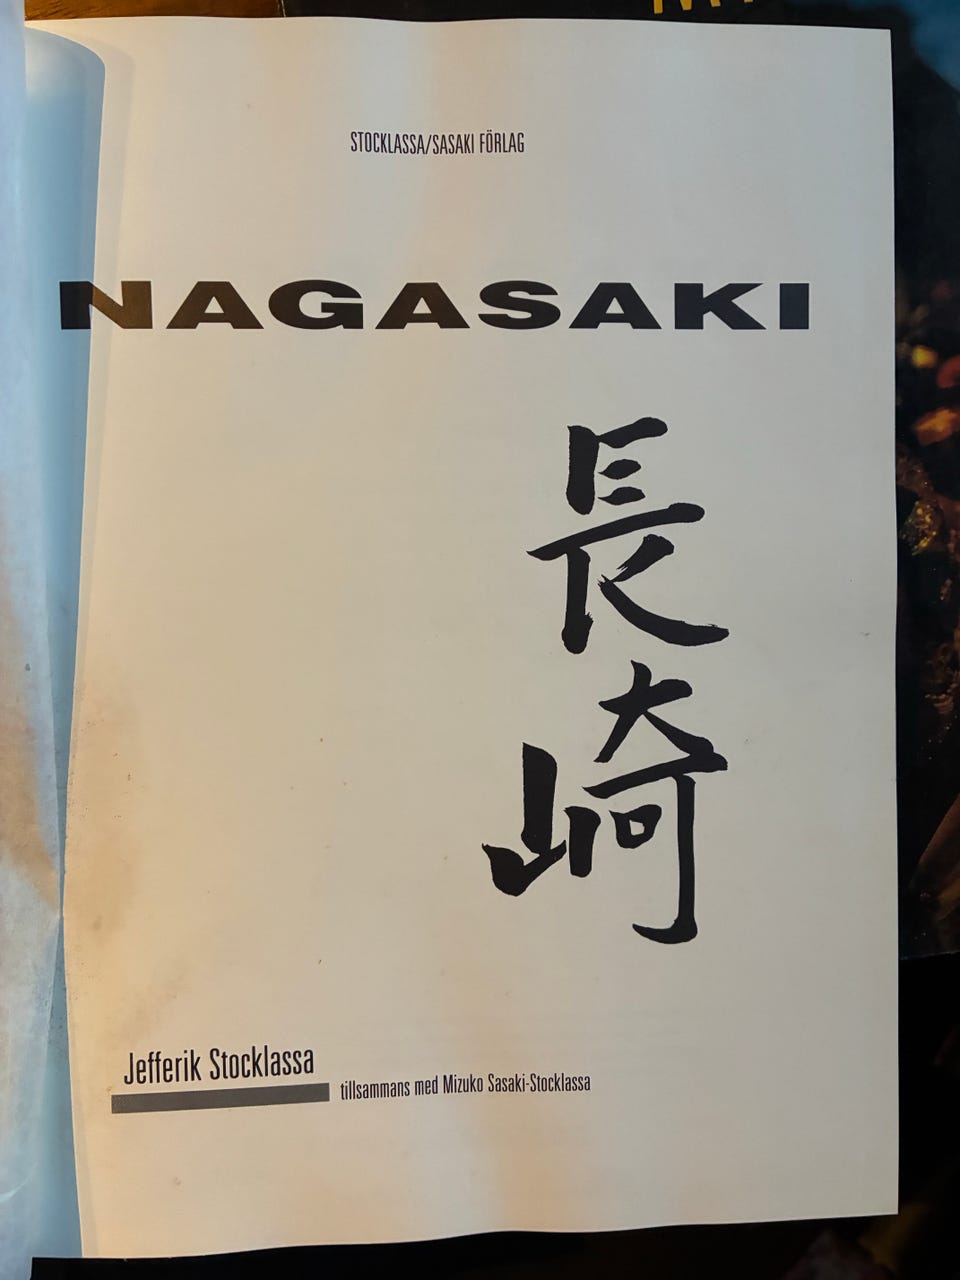 STOCKLASSA/SASAKI FÖRLAG
NAGASAKI
長崎
Jefferik Stocklassa
tillsammans med Mizuko Sasaki-Stocklassa